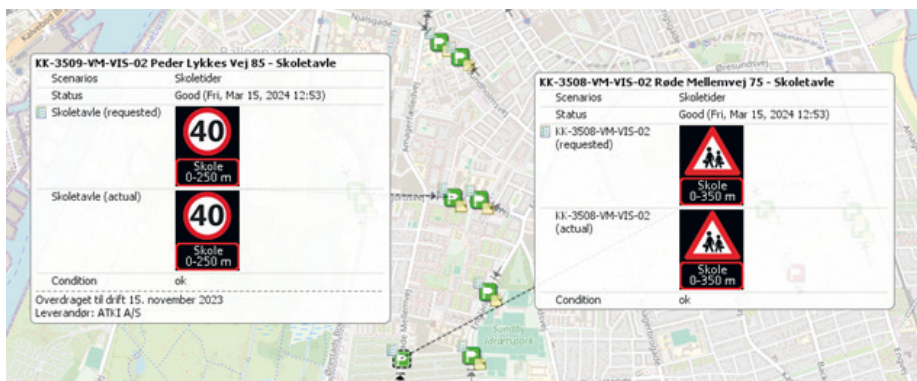 KK-3509-VM-VIS-02 Peder Lykkes Vej 85 - Skoletavle
Scenarios Skoletider
Status Good (Fri, Mar 15, 2024 12:53)
Skoletavle (requested)
40
Skole
0-250 m
Skoletavle (actual)
40
Skole
0-250 m
Condition ok
Overdraget til drift 15. november 2023
Leverandør: ATKI A/S
KK-3508-VM-VIS-02 Røde Mellemvej 75 - Skoletavle
Scenarios Skoletider
Status Good (Fri, Mar 15, 2024 12:53)
KK-3508-VM-VIS-02
(requested)
Skole
0-350 m
KK-3508-VM-VIS-02
(actual)
Skole
0-350 m
Condition ok
Njalsgade
Ballonparken
Øresundsvej
Amagerfælledvej
Sundby
Idrætspark